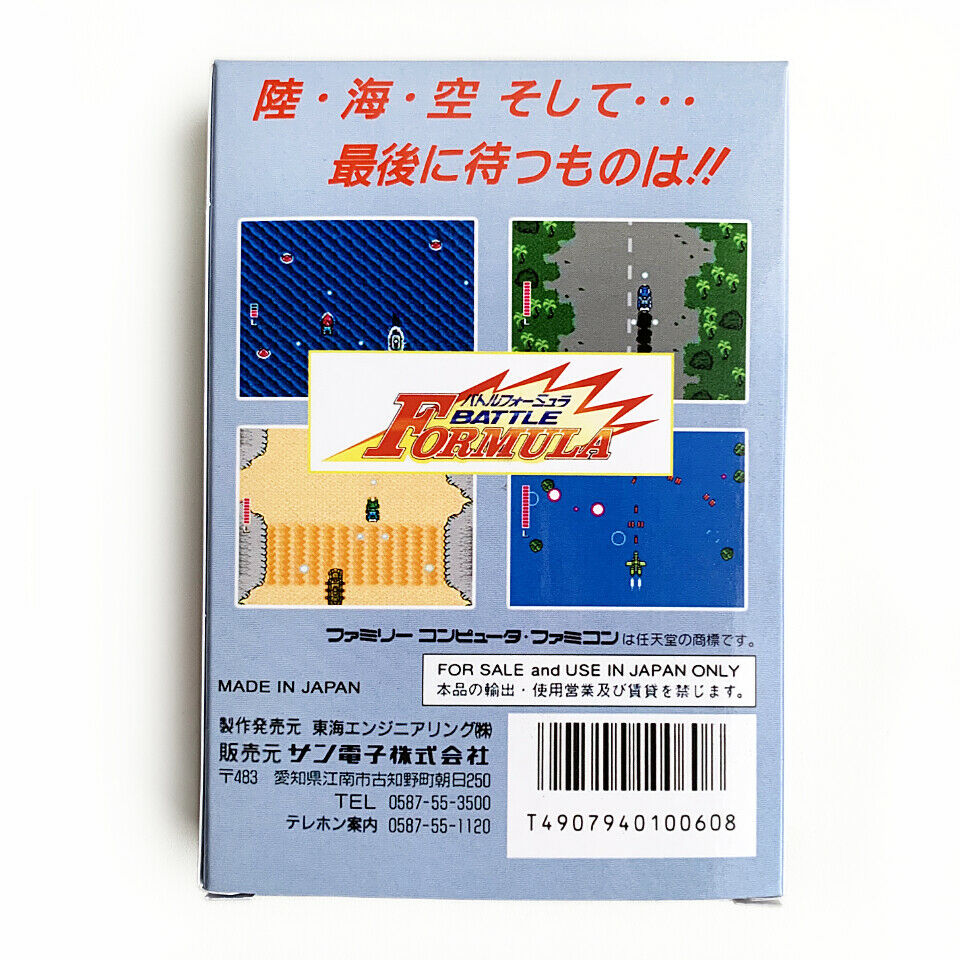 陸・海・空 そして・・・
最後に待つものは!!
L
L
バトルフォーミュラ
BATTLE
FORMULA
L
L
ファミリー コンピュータ・ファミコン は任天堂の商標です。
FOR SALE and USE IN JAPAN ONLY
本品の輸出・使用営業及び賃貸を禁じます。
MADE IN JAPAN
製作発売元 東海エンジニアリング㈱
販売元 サン電子株式会社
〒483 愛知県江南市古知野町朝日250
TEL 0587-55-3500
テレホン案内 0587-55-1120
T4907940100608